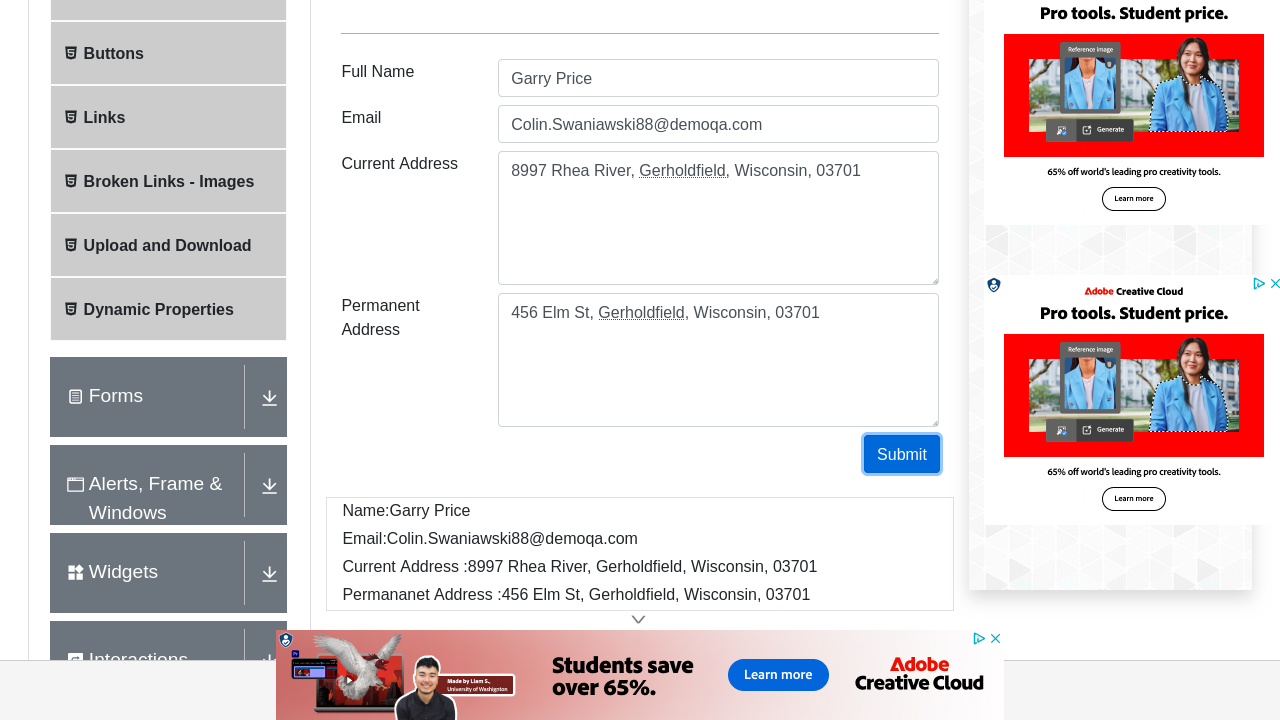 Buttons
Links
Broken Links - Images
Upload and Download
Dynamic Properties
Forms
Alerts, Frame &
Windows
Widgets
Interactions
Full Name
Garry Price
Email
Colin.Swaniawski88@demoqa.com
Current Address
8997 Rhea River, Gerholdfield, Wisconsin, 03701
Permanent
Address
456 Elm St, Gerholdfield, Wisconsin, 03701
Submit
Name:Garry Price
Email:Colin.Swaniawski88@demoqa.com
Current Address :8997 Rhea River, Gerholdfield, Wisconsin, 03701
Permananet Address :456 Elm St, Gerholdfield, Wisconsin, 03701
Pro tools. Student price.
Reference image
Generate
65% off world's leading pro creativity tools.
Learn more
Adobe Creative Cloud
Pro tools. Student price.
Reference image
Generate
65% off world's leading pro creativity tools.
Learn more
Pr
Made by Liam S.,
University of Washignton
Students save
over 65%.
Learn more
Adobe
Creative Cloud